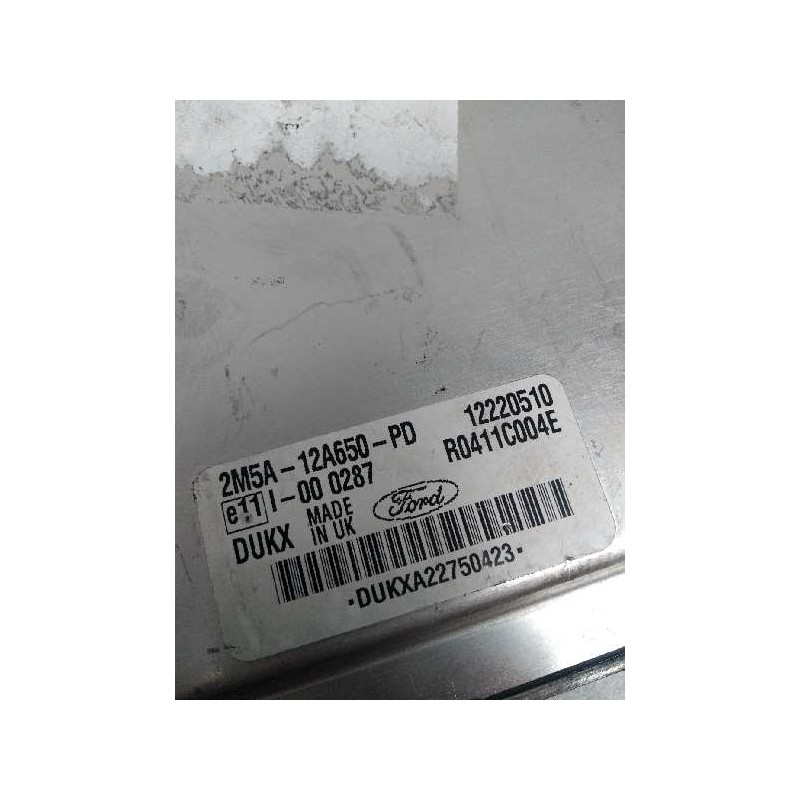 2M5A-12A650-PD 12220510
e11 I-00 0287 R0411C004E
DUKX MADE IN UK Ford
·DUKXA22750423·